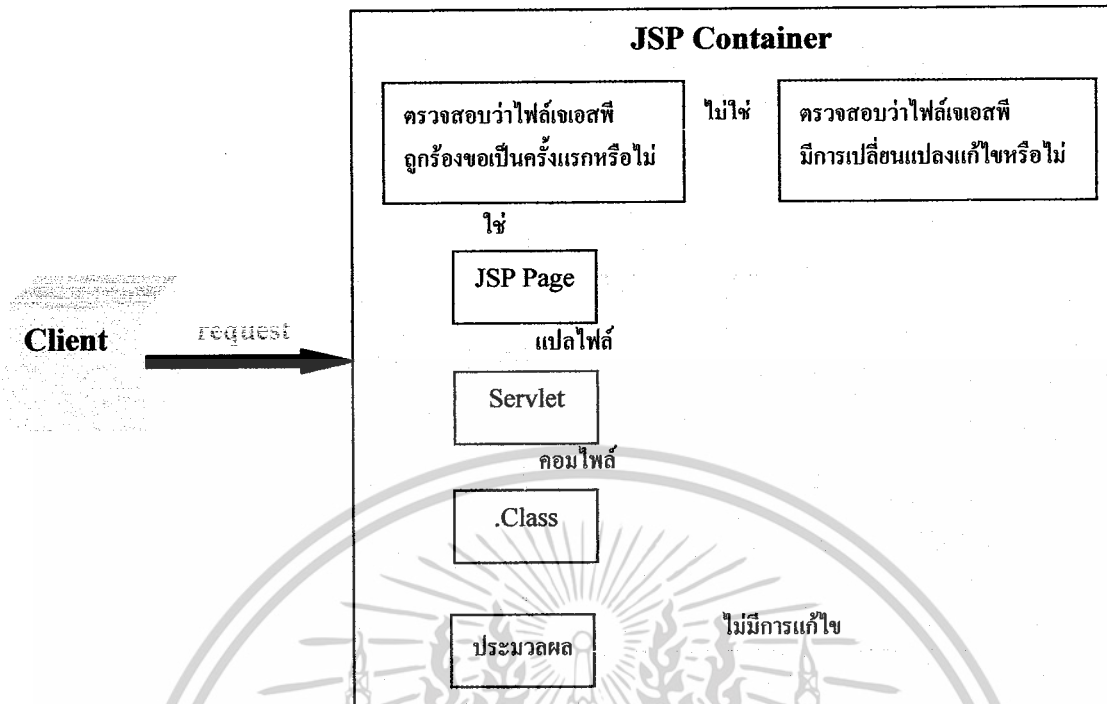 JSP Container
ตรวจสอบว่าไฟล์เจเอสพี
ถูกร้องขอเป็นครั้งแรกหรือไม่
ไม่ใช่
ตรวจสอบว่าไฟล์เจเอสพี
มีการเปลี่ยนแปลงแก้ไขหรือไม่
ใช่
JSP Page
แปลไฟล์
Client
request
Servlet
คอมไพล์
.Class
ประมวลผล
ไม่มีการแก้ไข